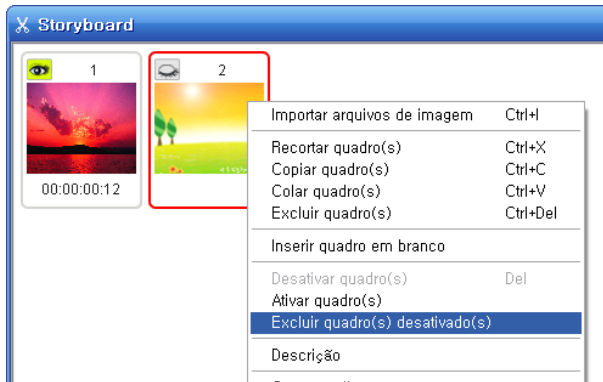 Storyboard
1
2
00:00:00:12
Importar arquivos de imagem Ctrl+I
Recortar quadro(s) Ctrl+X
Copiar quadro(s) Ctrl+C
Colar quadro(s) Ctrl+V
Excluir quadro(s) Ctrl+Del
Inserir quadro em branco
Desativar quadro(s) Del
Ativar quadro(s)
Excluir quadro(s) desativado(s)
Descrição